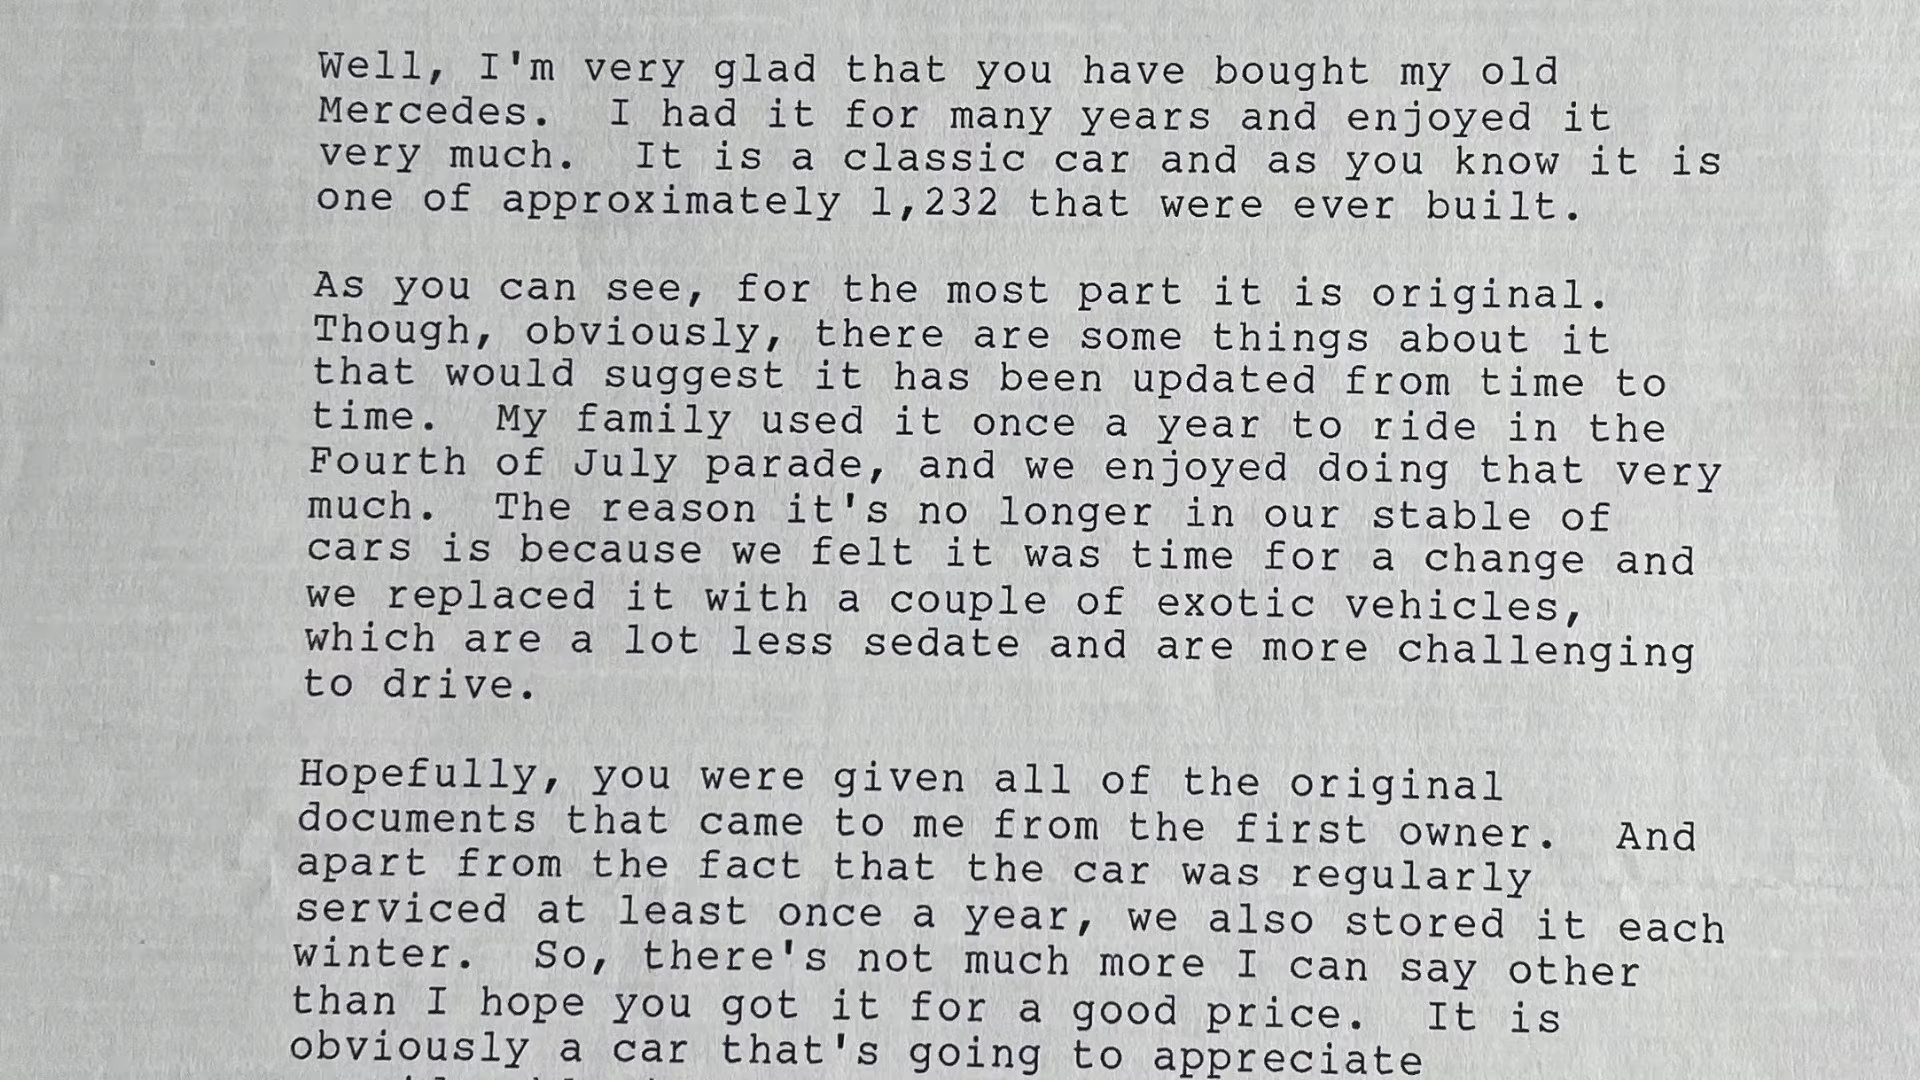 Well, I'm very glad that you have bought my old
Mercedes.  I had it for many years and enjoyed it
very much.  It is a classic car and as you know it is
one of approximately 1,232 that were ever built.

As you can see, for the most part it is original.
Though, obviously, there are some things about it
that would suggest it has been updated from time to
time.  My family used it once a year to ride in the
Fourth of July parade, and we enjoyed doing that very
much.  The reason it's no longer in our stable of
cars is because we felt it was time for a change and
we replaced it with a couple of exotic vehicles,
which are a lot less sedate and are more challenging
to drive.

Hopefully, you were given all of the original
documents that came to me from the first owner.  And
apart from the fact that the car was regularly
serviced at least once a year, we also stored it each
winter.  So, there's not much more I can say other
than I hope you got it for a good price.  It is
obviously a car that's going to appreciate